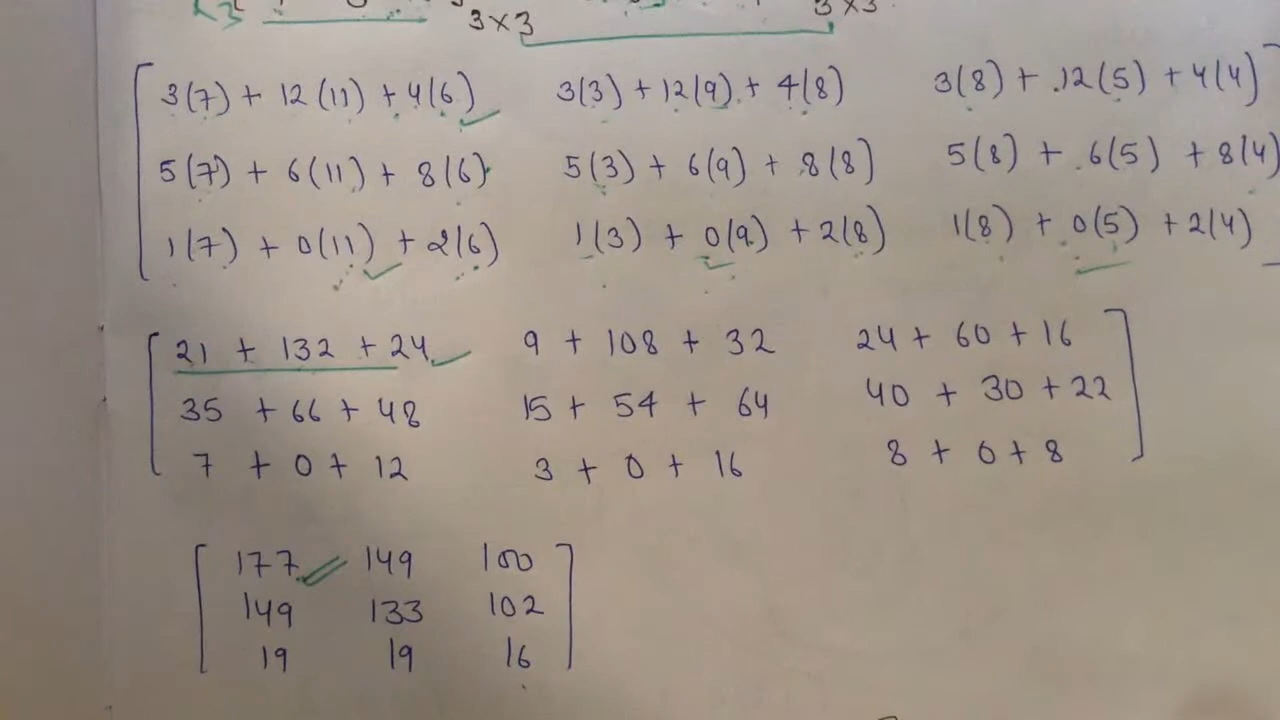 3 × 3 3 × 3
3(7) + 12(11) + 4(6) 3(3) + 12(9) + 4(8) 3(8) + 12(5) + 4(4)
5(7) + 6(11) + 8(6) 5(3) + 6(9) + 8(8) 5(8) + 6(5) + 8(4)
1(7) + 0(11) + 2(6) 1(3) + 0(9) + 2(8) 1(8) + 0(5) + 2(4)
21 + 132 + 24 9 + 108 + 32 24 + 60 + 16
35 + 66 + 48 15 + 54 + 64 40 + 30 + 22
7 + 0 + 12 3 + 0 + 16 8 + 0 + 8
177 149 100
149 133 102
19 19 16